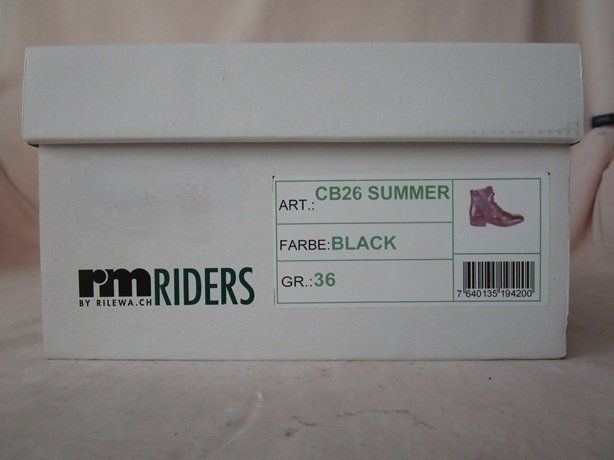 ART.: CB26 SUMMER
FARBE: BLACK
GR.: 36
rm RIDERS
BY RILEWA.CH
7 640135 194200